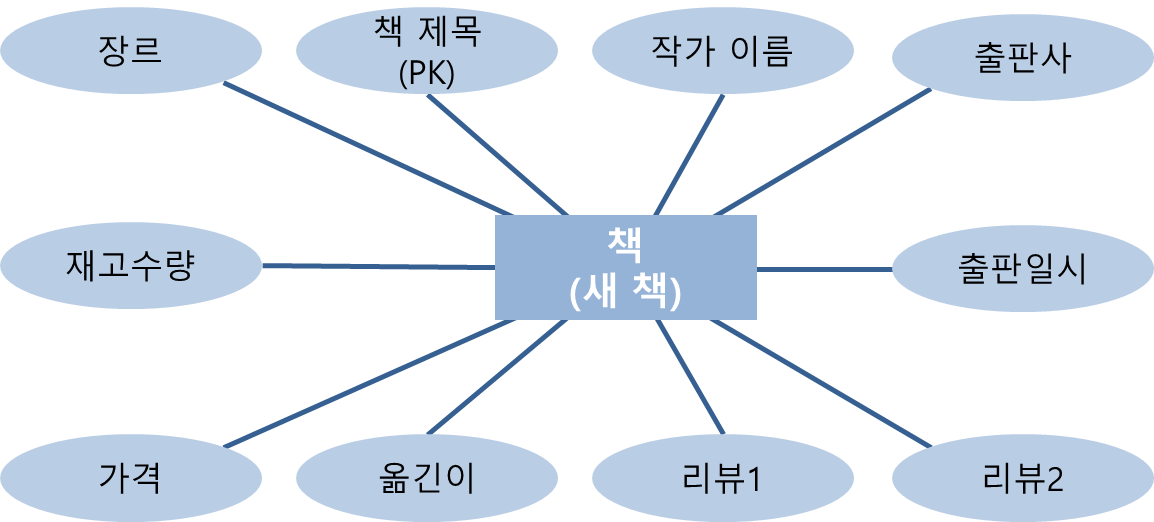 장르
책 제목
(PK)
작가 이름
출판사
재고수량
책
(새 책)
출판일시
가격
옮긴이
리뷰1
리뷰2